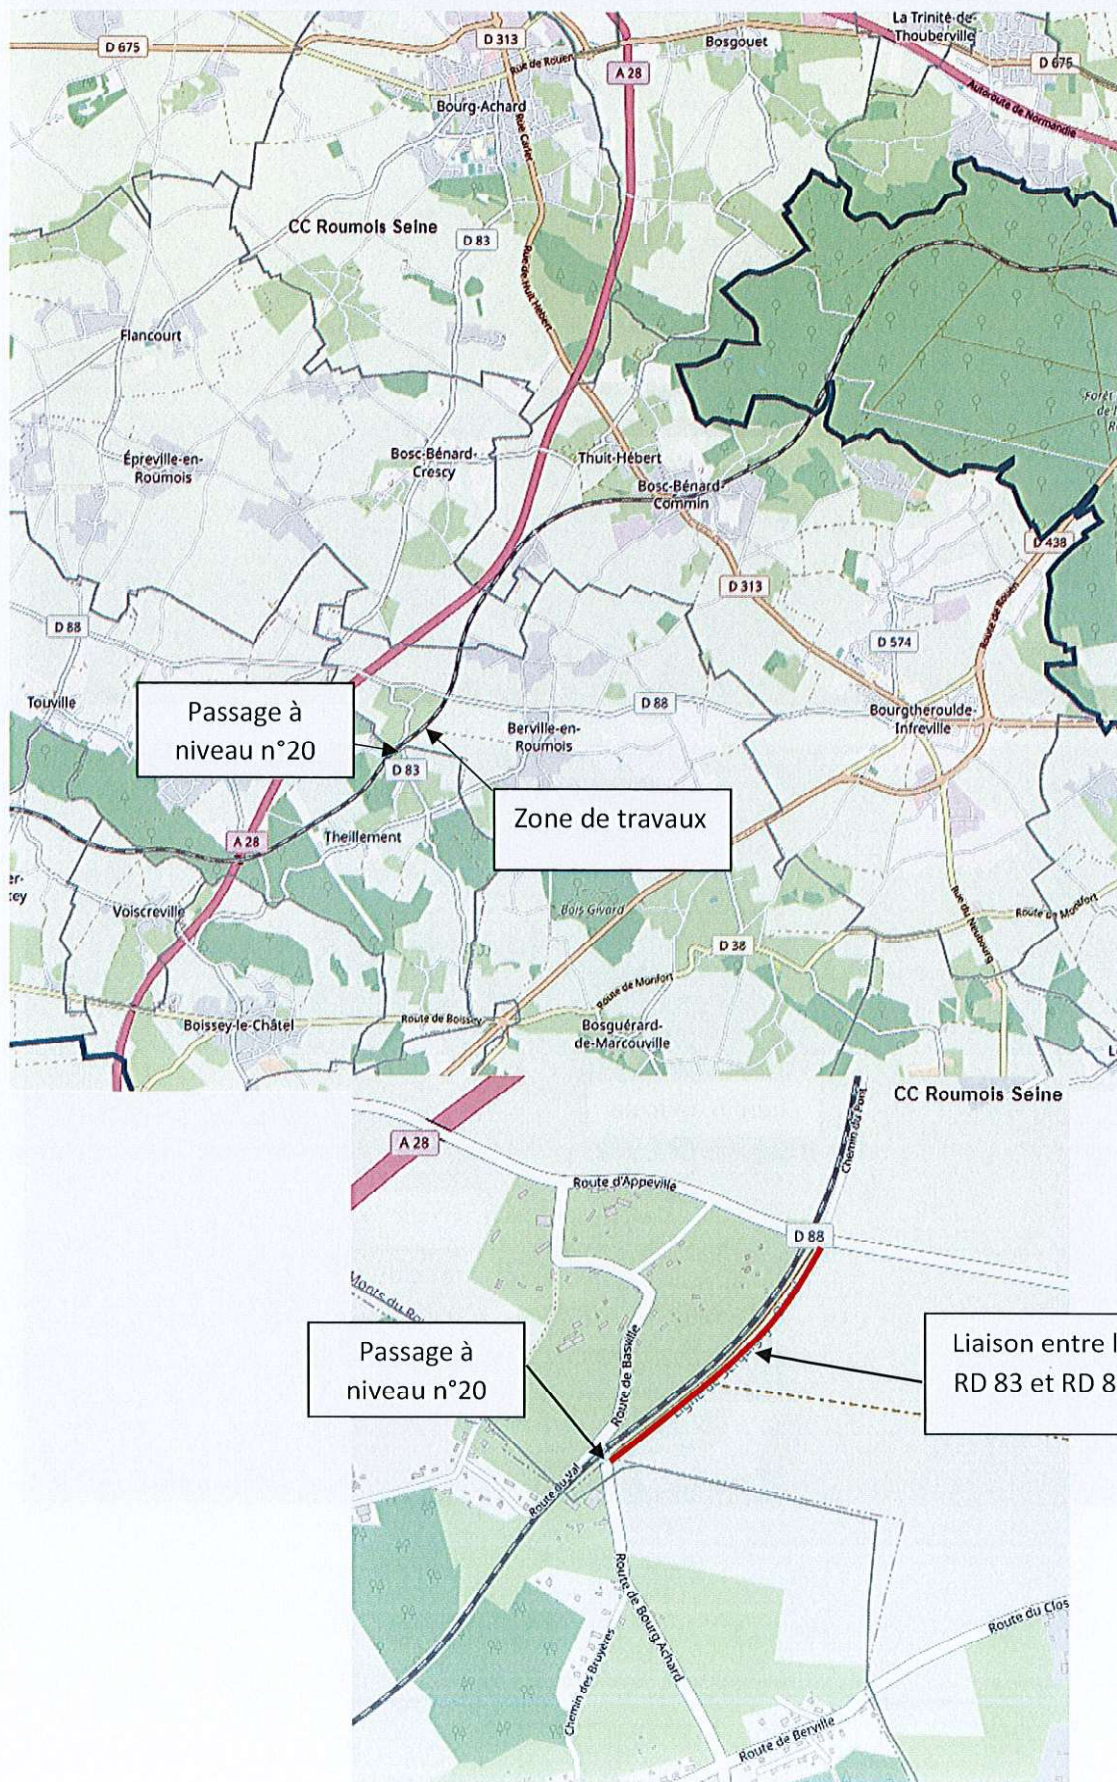 La Trinité-de-
Thouberville
D 675
D 313
Bosgouet
Rue de Rouen
D 675
A 28
Autoroute de Normandie
Bourg-Achard
Rue Carler
CC Roumois Seine
D 83
Rue de Huit Hébert
Flancourt
Forêt
Épreville-en-
Roumois
Bosc-Bénard-
Crescy
Thuit-Hébert
Bosc-Bénard-
Commin
D 438
D 313
Route de Rouen
D 88
D 574
Touville
Passage à
niveau n°20
D 88
Bourgtheroulde-
Infreville
Berville-en-
Roumois
D 83
Zone de travaux
A 28
Theillement
Voiscreville
Bois Givard
Rue du Neubourg
Route de Monfort
D 38
Route de Monfort
Boissey-le-Châtel
Route de Boissey
Bosguérard-
de-Marcouville
CC Roumois Seine
Chemin du Pont
A 28
Route d'Appeville
D 88
Passage à
niveau n°20
Route de Basville
Liaison entre l
RD 83 et RD 8
Route du Val
Route de Bourg Achard
Chemin des Bruyères
Route du Clos
Route de Berville